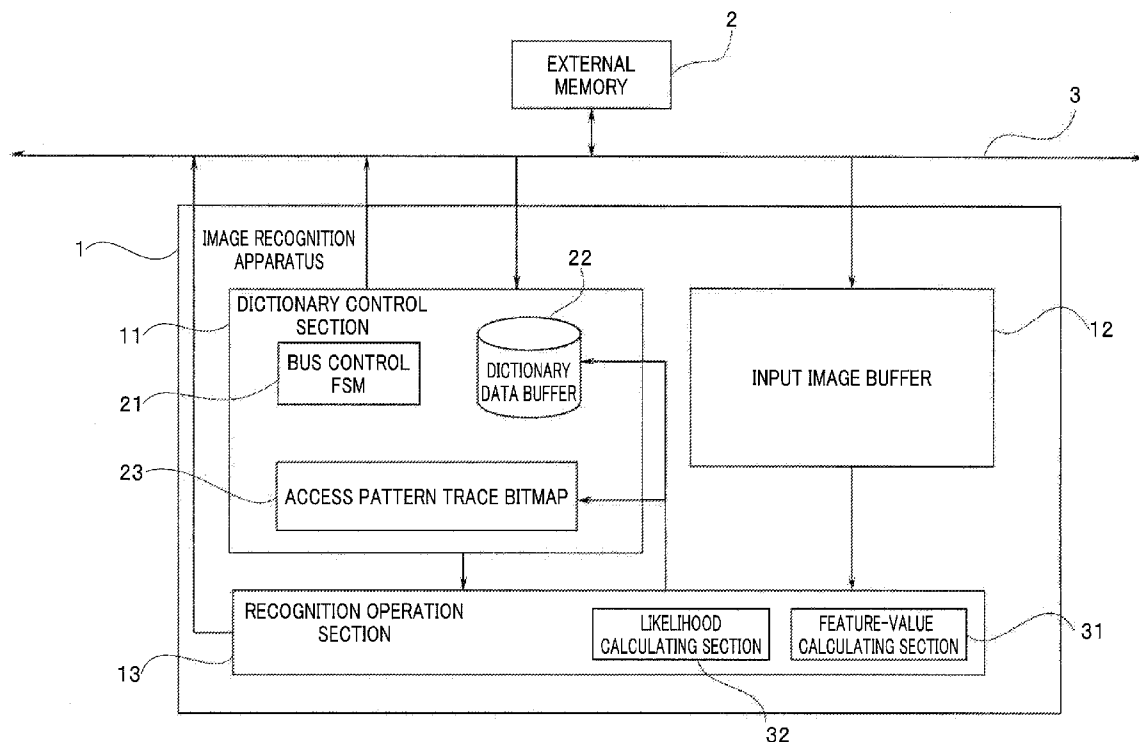 2
EXTERNAL
MEMORY
3
1
IMAGE RECOGNITION
APPARATUS
22
DICTIONARY CONTROL
SECTION
11
12
BUS CONTROL
FSM
21
DICTIONARY
DATA BUFFER
INPUT IMAGE BUFFER
23
ACCESS PATTERN TRACE BITMAP
RECOGNITION OPERATION
SECTION
LIKELIHOOD
CALCULATING SECTION
FEATURE-VALUE
CALCULATING SECTION
31
13
32